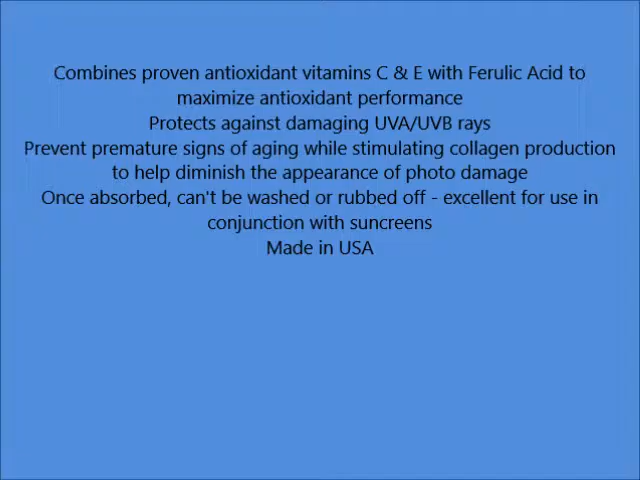 Combines proven antioxidant vitamins C & E with Ferulic Acid to
maximize antioxidant performance
Protects against damaging UVA/UVB rays
Prevent premature signs of aging while stimulating collagen production
to help diminish the appearance of photo damage
Once absorbed, can't be washed or rubbed off - excellent for use in
conjunction with suncreens
Made in USA